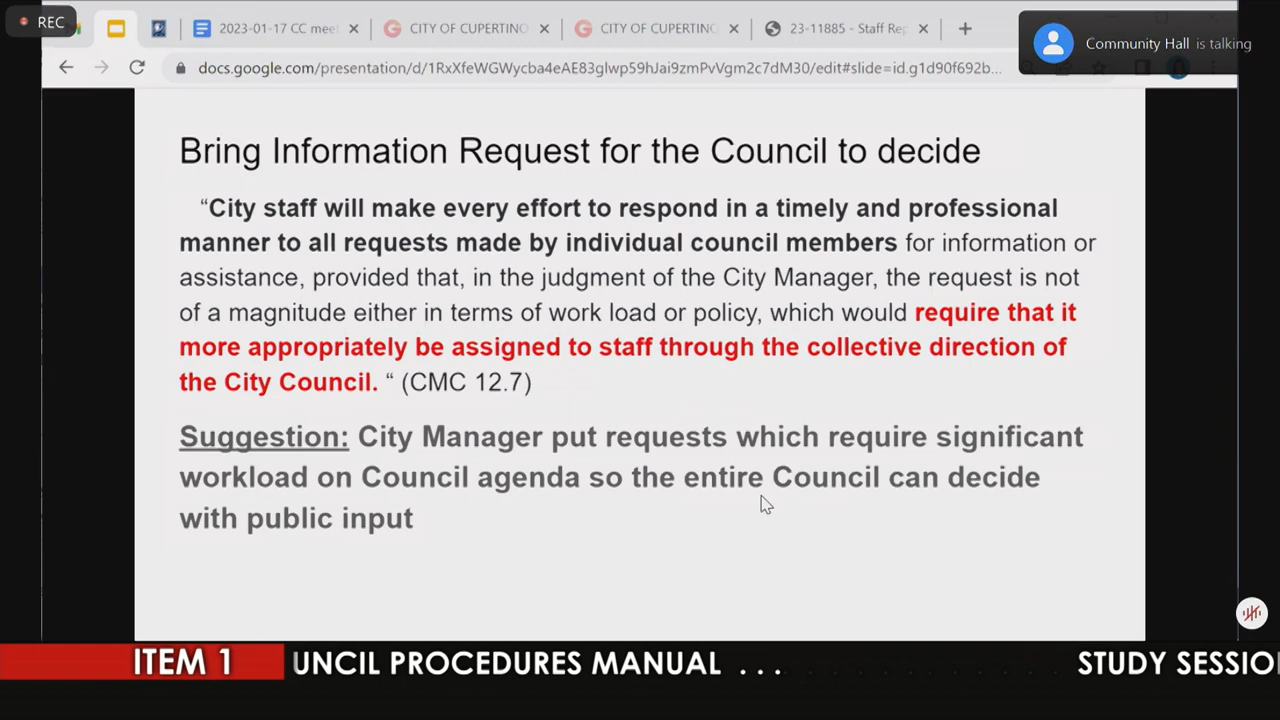 REC
2023-01-17 CC mee
CITY OF CUPERTINO
CITY OF CUPERTINO
23-11885 - Staff Rep
Community Hall is talking
docs.google.com/presentation/d/1RxXfeWGWycba4eAE83glwp59hJai9zmPvVgm2c7dM30/edit#slide=id.g1d90f692b...
Bring Information Request for the Council to decide
“City staff will make every effort to respond in a timely and professional
manner to all requests made by individual council members for information or
assistance, provided that, in the judgment of the City Manager, the request is not
of a magnitude either in terms of work load or policy, which would require that it
more appropriately be assigned to staff through the collective direction of
the City Council. “ (CMC 12.7)
Suggestion: City Manager put requests which require significant
workload on Council agenda so the entire Council can decide
with public input
ITEM 1
UNCIL PROCEDURES MANUAL ...
STUDY SESSIO